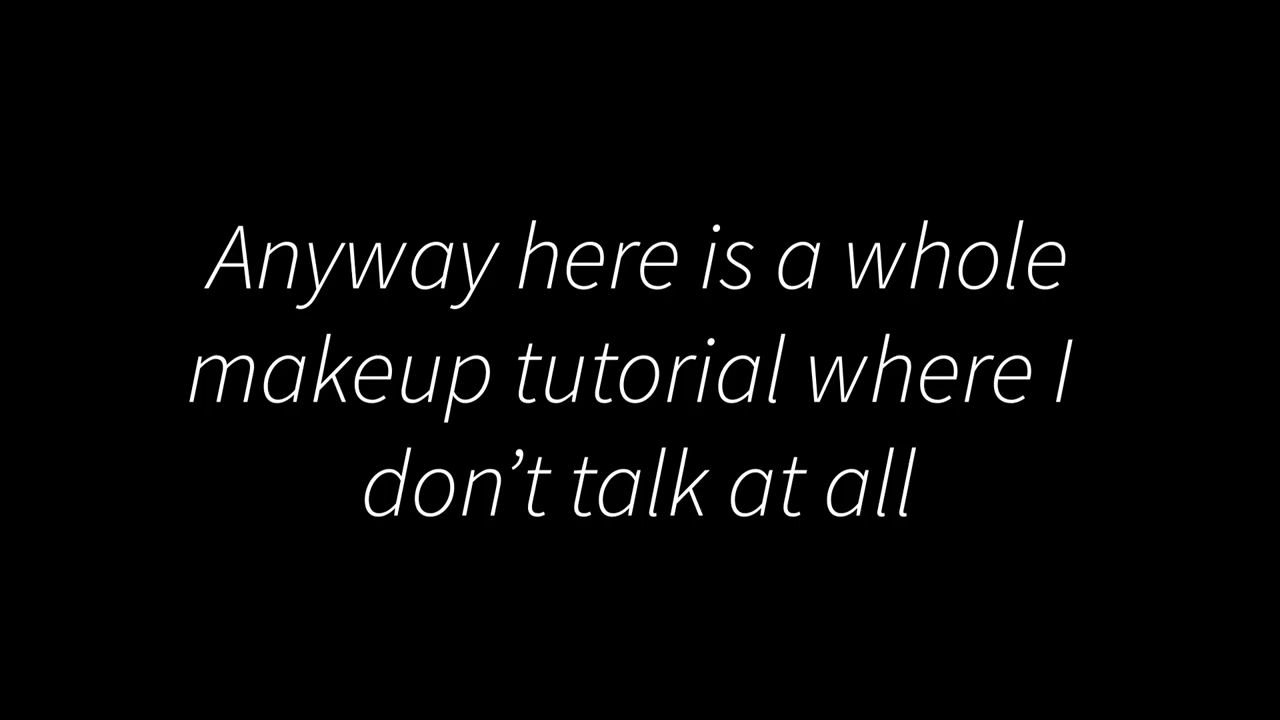 Anyway here is a whole
makeup tutorial where I
don’t talk at all